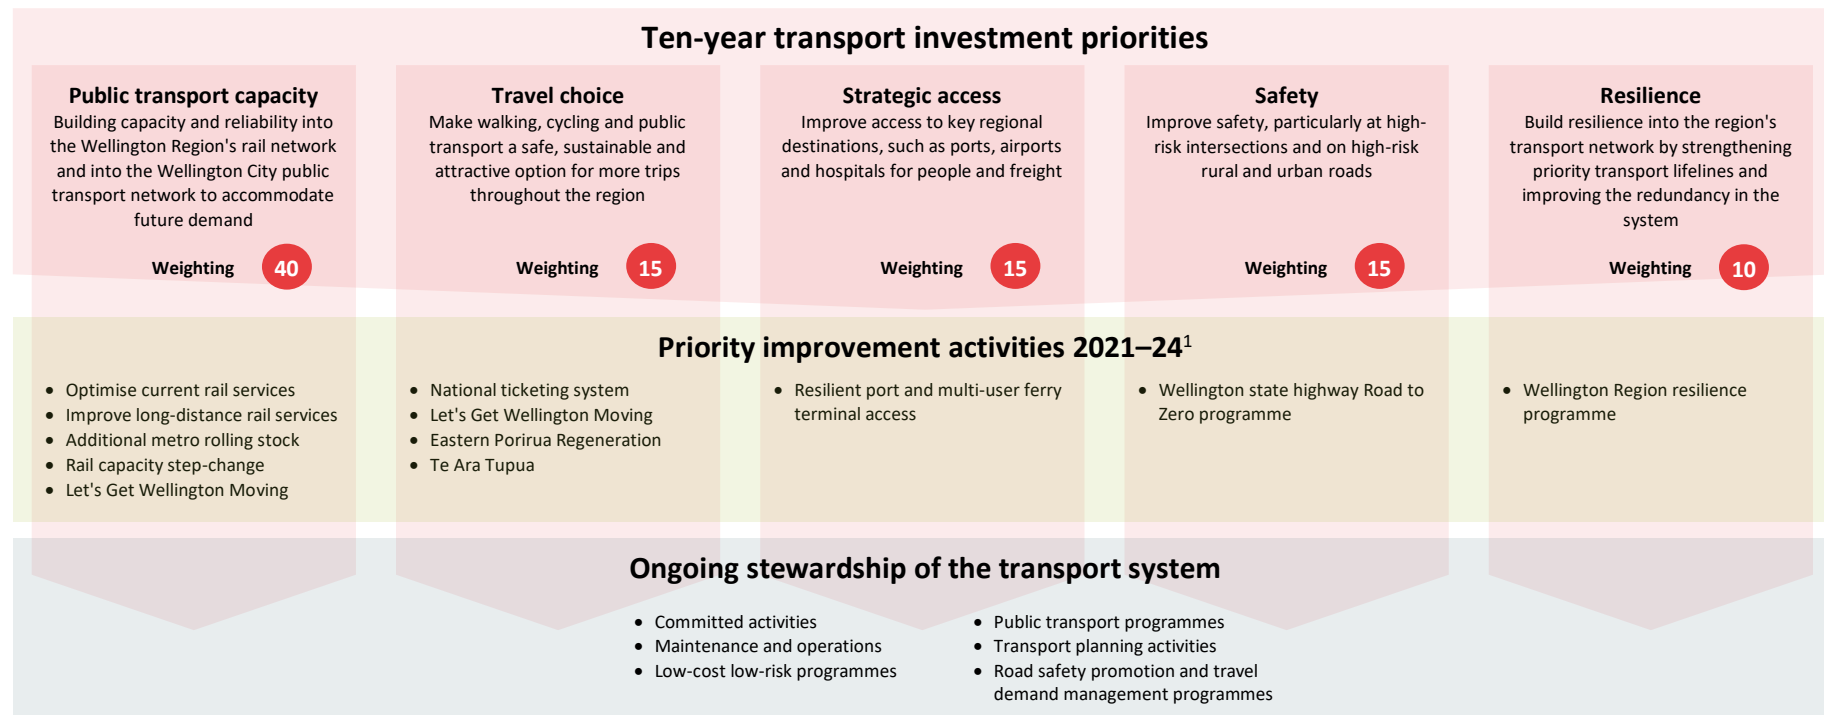 Ten-year transport investment priorities
Public transport capacity
Building capacity and reliability into
the Wellington Region's rail network
and into the Wellington City public
transport network to accommodate
future demand
Weighting 40
Travel choice
Make walking, cycling and public
transport a safe, sustainable and
attractive option for more trips
throughout the region
Weighting 15
Strategic access
Improve access to key regional
destinations, such as ports, airports
and hospitals for people and freight
Weighting 15
Safety
Improve safety, particularly at high-
risk intersections and on high-risk
rural and urban roads
Weighting 15
Resilience
Build resilience into the region's
transport network by strengthening
priority transport lifelines and
improving the redundancy in the
system
Weighting 10
Priority improvement activities 2021–24¹
• Optimise current rail services
• Improve long-distance rail services
• Additional metro rolling stock
• Rail capacity step-change
• Let's Get Wellington Moving
• National ticketing system
• Let's Get Wellington Moving
• Eastern Porirua Regeneration
• Te Ara Tupua
• Resilient port and multi-user ferry
terminal access
• Wellington state highway Road to
Zero programme
• Wellington Region resilience
programme
Ongoing stewardship of the transport system
• Committed activities
• Maintenance and operations
• Low-cost low-risk programmes
• Public transport programmes
• Transport planning activities
• Road safety promotion and travel
demand management programmes